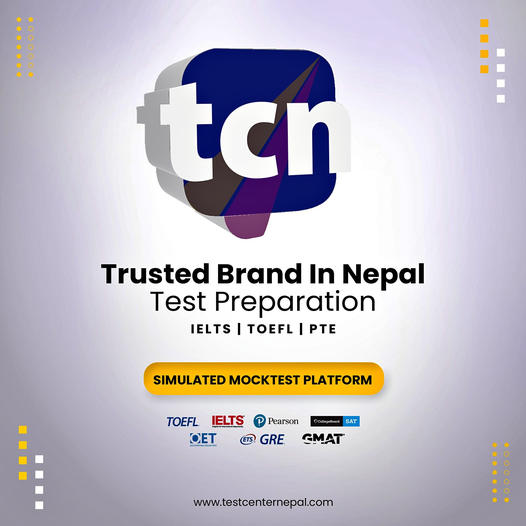 tcn
Trusted Brand In Nepal
Test Preparation
IELTS | TOEFL | PTE
SIMULATED MOCKTEST PLATFORM
TOEFL IELTS Pearson CollegeBoard SAT
OET ETS GRE GMAT
www.testcenternepal.com